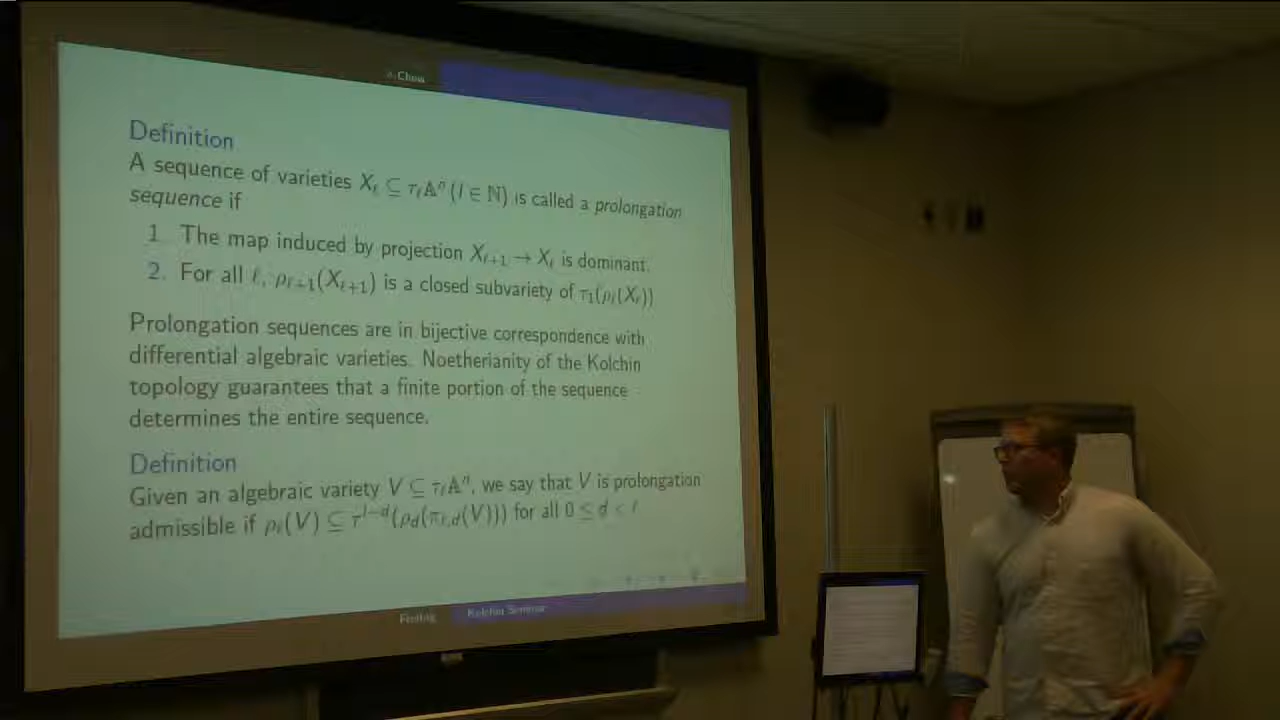 δ-Chow
Definition
A sequence of varieties X_ℓ ⊆ τ_ℓ𝔸^n (l ∈ ℕ) is called a prolongation
sequence if
1. The map induced by projection X_{ℓ+1} → X_ℓ is dominant.
2. For all ℓ, ρ_{ℓ+1}(X_{ℓ+1}) is a closed subvariety of τ_1(ρ_ℓ(X_ℓ))
Prolongation sequences are in bijective correspondence with
differential algebraic varieties. Noetherianity of the Kolchin
topology guarantees that a finite portion of the sequence
determines the entire sequence.
Definition
Given an algebraic variety V ⊆ τ_ℓ𝔸^n, we say that V is prolongation
admissible if ρ_ℓ(V) ⊆ τ^{l−d}(ρ_d(π_{ℓ,d}(V))) for all 0 ≤ d < ℓ
Freitag Kolchin Seminar